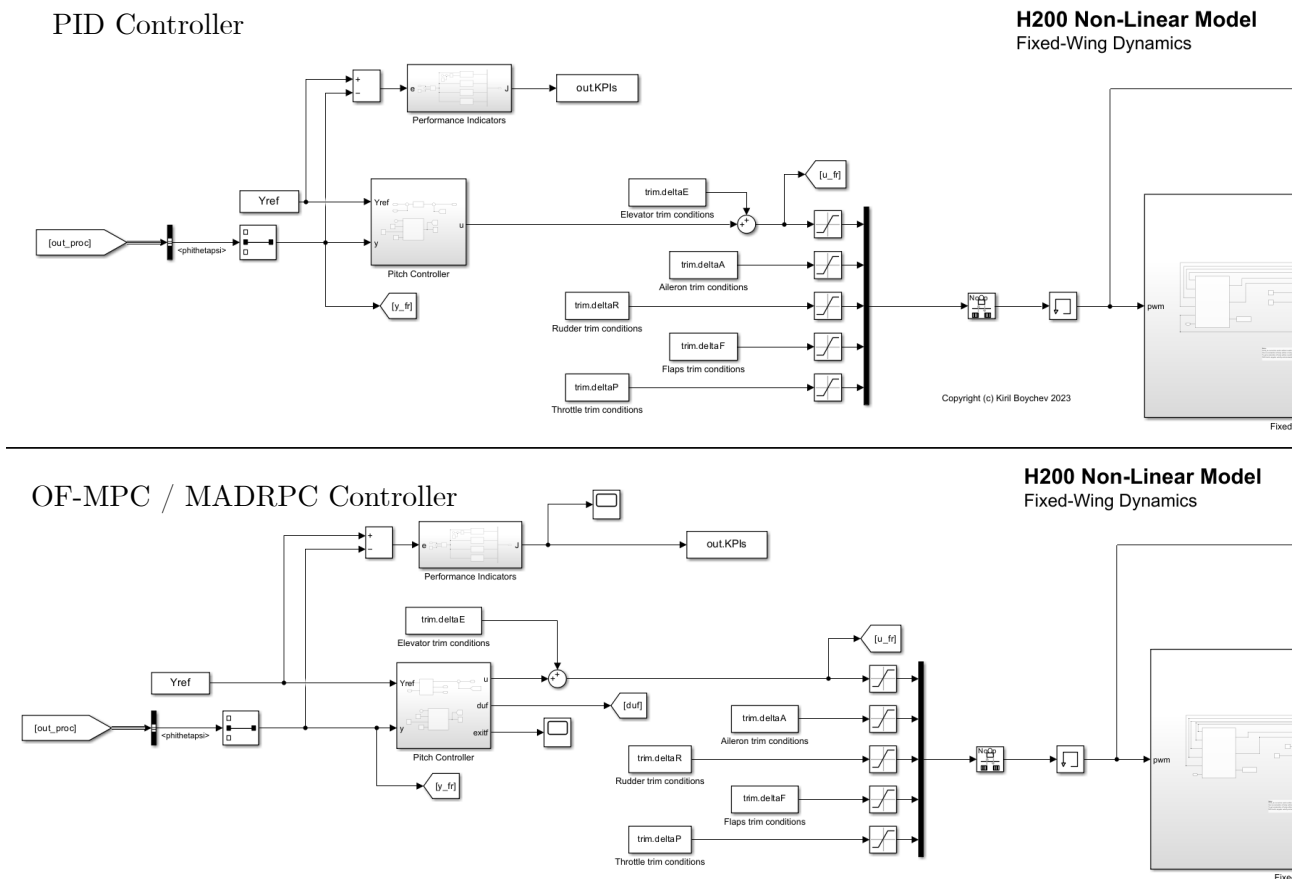 PID Controller
H200 Non-Linear Model
Fixed-Wing Dynamics
+
−
e
J
out.KPIs
Performance Indicators
Yref
Yref
y
u
Pitch Controller
[out_proc]
<phithetapsi>
[y_fr]
trim.deltaE
Elevator trim conditions
[u_fr]
+
+
trim.deltaA
Aileron trim conditions
trim.deltaR
Rudder trim conditions
trim.deltaF
Flaps trim conditions
trim.deltaP
Throttle trim conditions
NoOp
pwm
Copyright (c) Kiril Boychev 2023
Fixed
OF-MPC / MADRPC Controller
H200 Non-Linear Model
Fixed-Wing Dynamics
+
−
e
J
out.KPIs
Performance Indicators
trim.deltaE
Elevator trim conditions
[u_fr]
Yref
Yref
y
u
duf
exitf
+
+
[duf]
Pitch Controller
[out_proc]
<phithetapsi>
[y_fr]
trim.deltaA
Aileron trim conditions
trim.deltaR
Rudder trim conditions
trim.deltaF
Flaps trim conditions
trim.deltaP
Throttle trim conditions
NoOp
pwm
Fixed